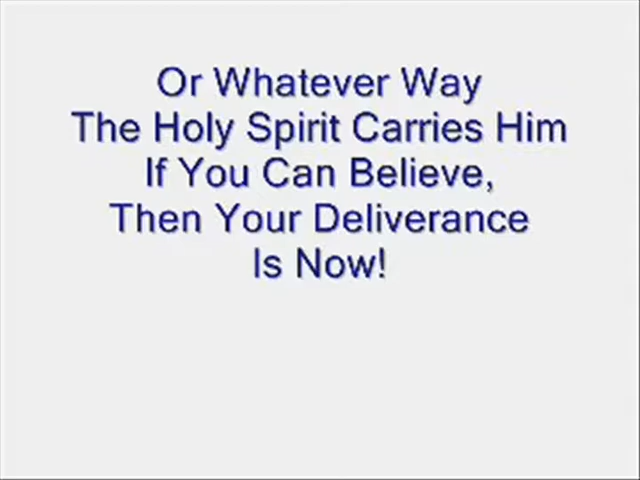 Or Whatever Way
The Holy Spirit Carries Him
If You Can Believe,
Then Your Deliverance
Is Now!